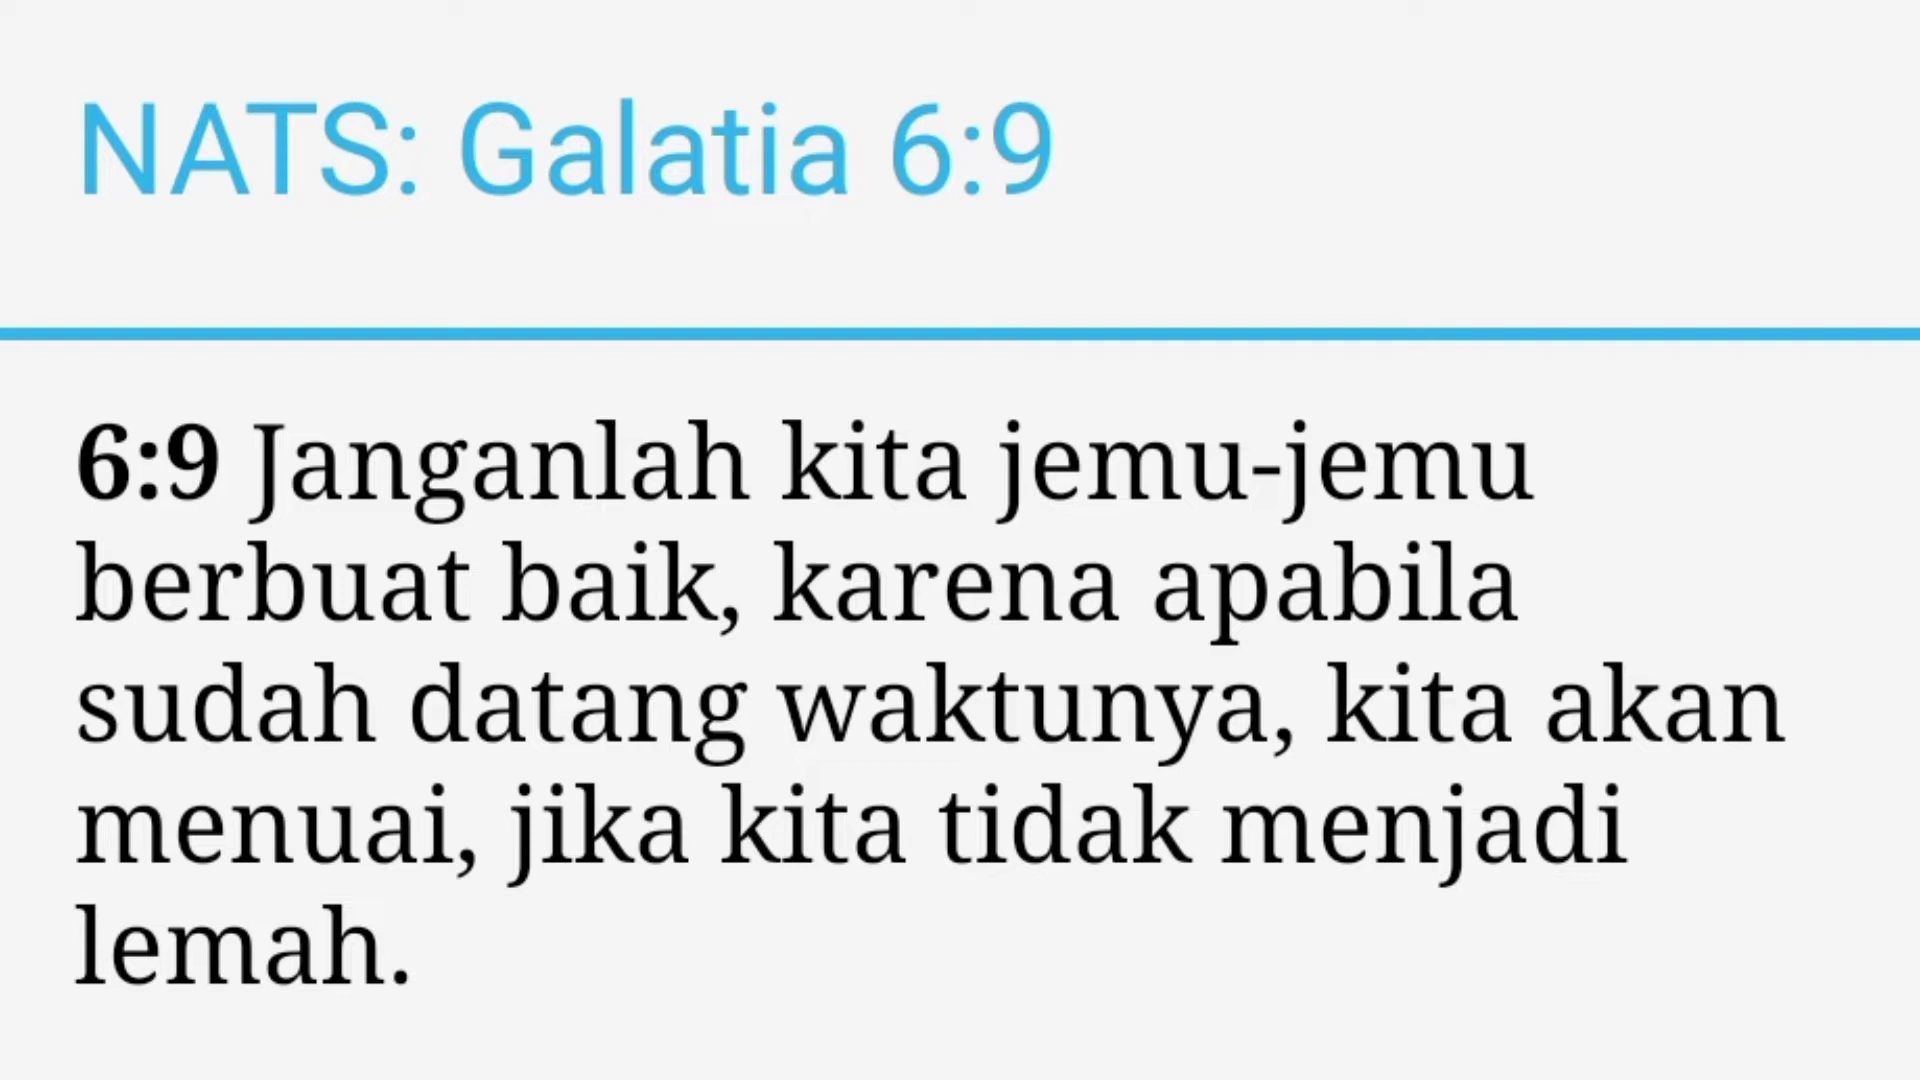 NATS: Galatia 6:9
6:9 Janganlah kita jemu-jemu
berbuat baik, karena apabila
sudah datang waktunya, kita akan
menuai, jika kita tidak menjadi
lemah.